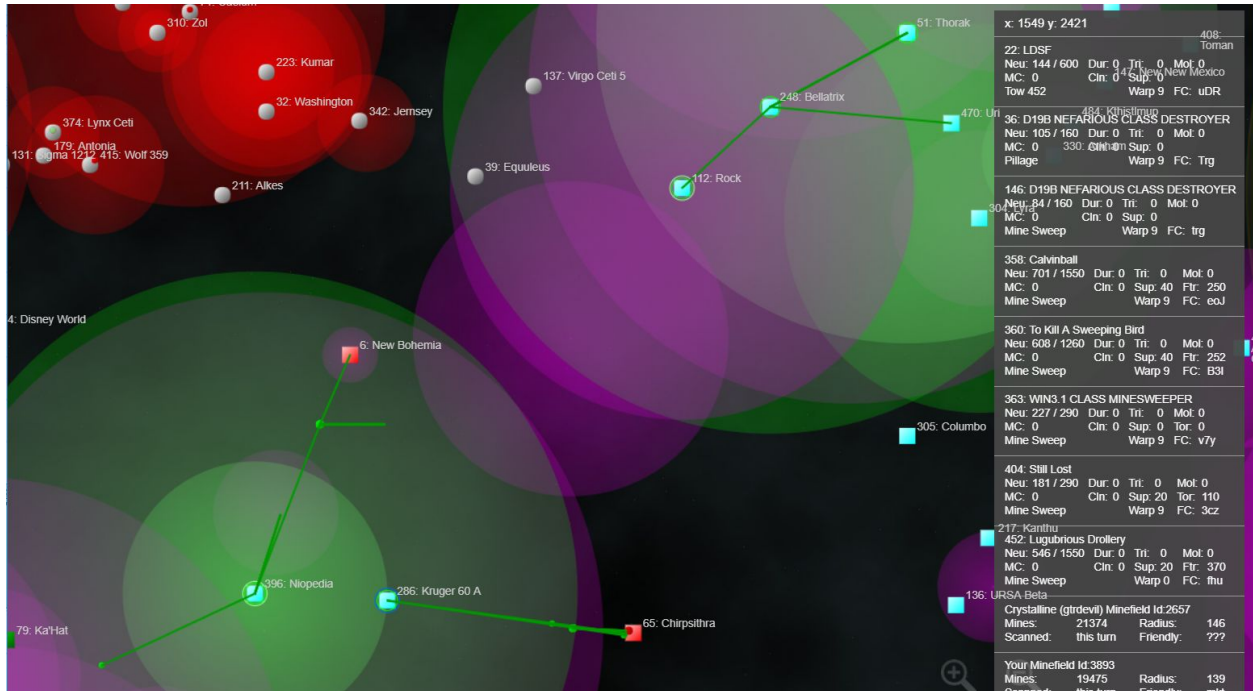 310: Zol
223: Kumar
32: Washington
342: Jernsey
374: Lynx Ceti
179: Antonia
131: Sigma 1212
415: Wolf 359
211: Alkes
137: Virgo Ceti 5
39: Equuleus
51: Thorak
248: Bellatrix
470: Uri
112: Rock
4: Disney World
6: New Bohemia
305: Columbo
396: Niopedia
286: Kruger 60 A
65: Chirpsithra
79: Ka'Hat
136: URSA Beta
217: Kanthu
304: Lyra
408: Toman
147: New New Mexico
484: Kthistlmup
330: Arkham
x: 1549 y: 2421
22: LDSF
Neu: 144 / 600 Dur: 0 Tri: 0 Mol: 0
MC: 0 Cln: 0 Sup: 0
Tow 452 Warp 9 FC: uDR
36: D19B NEFARIOUS CLASS DESTROYER
Neu: 105 / 160 Dur: 0 Tri: 0 Mol: 0
MC: 0 Cln: 0 Sup: 0
Pillage Warp 9 FC: Trg
146: D19B NEFARIOUS CLASS DESTROYER
Neu: 84 / 160 Dur: 0 Tri: 0 Mol: 0
MC: 0 Cln: 0 Sup: 0
Mine Sweep Warp 9 FC: trg
358: Calvinball
Neu: 701 / 1550 Dur: 0 Tri: 0 Mol: 0
MC: 0 Cln: 0 Sup: 40 Ftr: 250
Mine Sweep Warp 9 FC: eoJ
360: To Kill A Sweeping Bird
Neu: 608 / 1260 Dur: 0 Tri: 0 Mol: 0
MC: 0 Cln: 0 Sup: 40 Ftr: 252
Mine Sweep Warp 9 FC: B3I
363: WIN3.1 CLASS MINESWEEPER
Neu: 227 / 290 Dur: 0 Tri: 0 Mol: 0
MC: 0 Cln: 0 Sup: 0 Tor: 0
Mine Sweep Warp 9 FC: v7y
404: Still Lost
Neu: 181 / 290 Dur: 0 Tri: 0 Mol: 0
MC: 0 Cln: 0 Sup: 20 Tor: 110
Mine Sweep Warp 9 FC: 3cz
452: Lugubrious Drollery
Neu: 546 / 1550 Dur: 0 Tri: 0 Mol: 0
MC: 0 Cln: 0 Sup: 20 Ftr: 370
Mine Sweep Warp 0 FC: fhu
Crystalline (gtrdevil) Minefield Id:2657
Mines: 21374 Radius: 146
Scanned: this turn Friendly: ???
Your Minefield Id:3893
Mines: 19475 Radius: 139